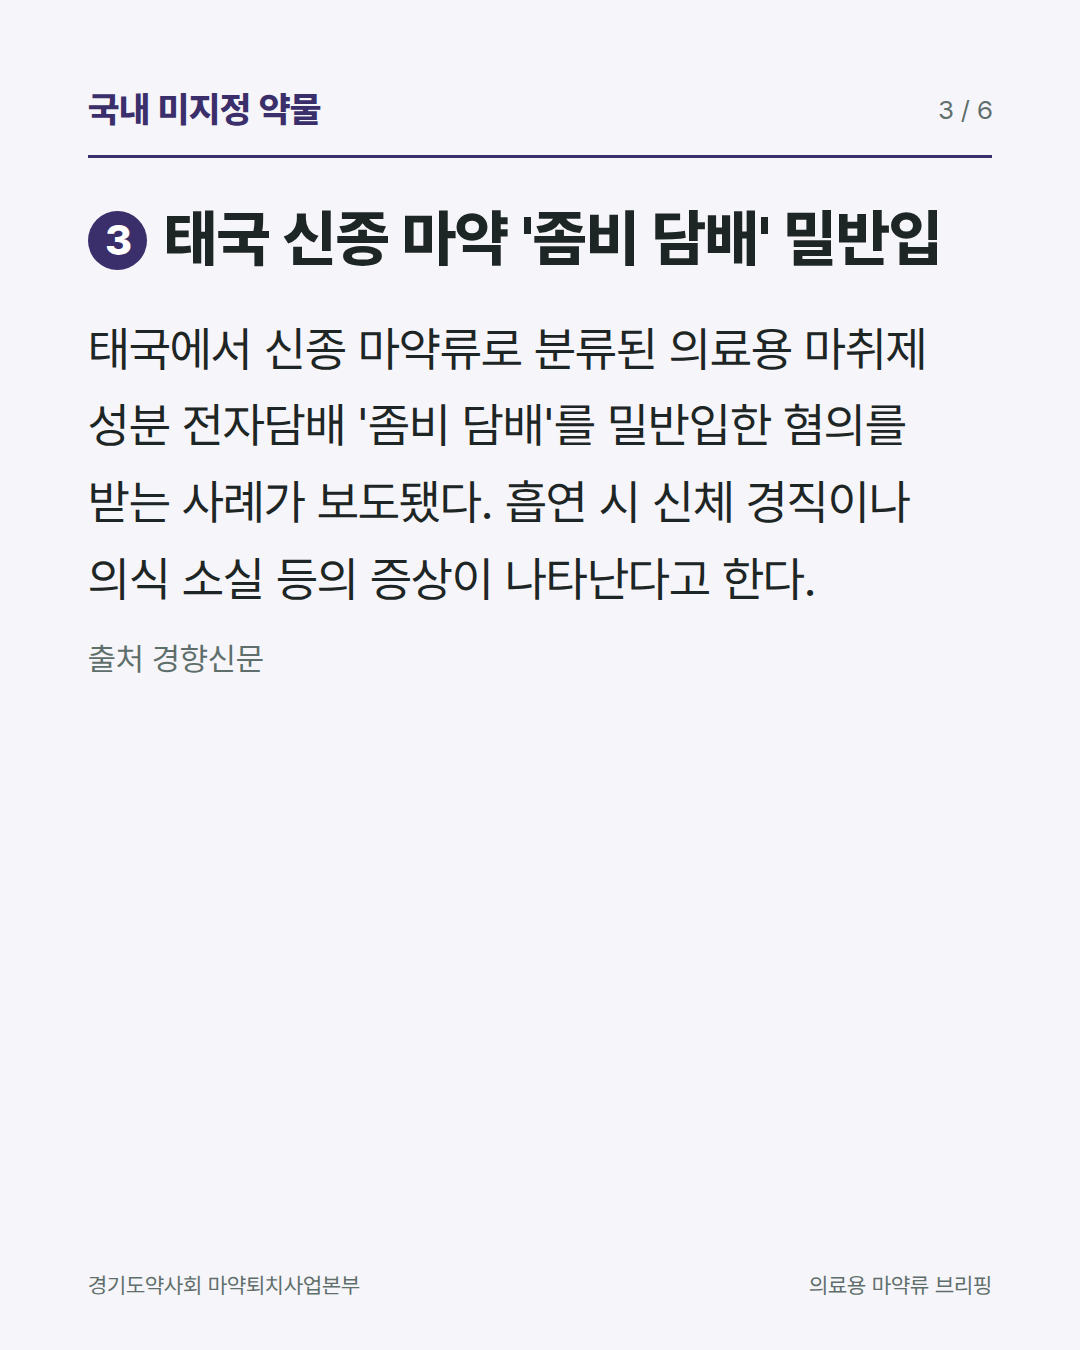 국내 미지정 약물
3 / 6
3 태국 신종 마약 '좀비 담배' 밀반입
태국에서 신종 마약류로 분류된 의료용 마취제
성분 전자담배 '좀비 담배'를 밀반입한 혐의를
받는 사례가 보도됐다. 흡연 시 신체 경직이나
의식 소실 등의 증상이 나타난다고 한다.
출처 경향신문
경기도약사회 마약퇴치사업본부
의료용 마약류 브리핑